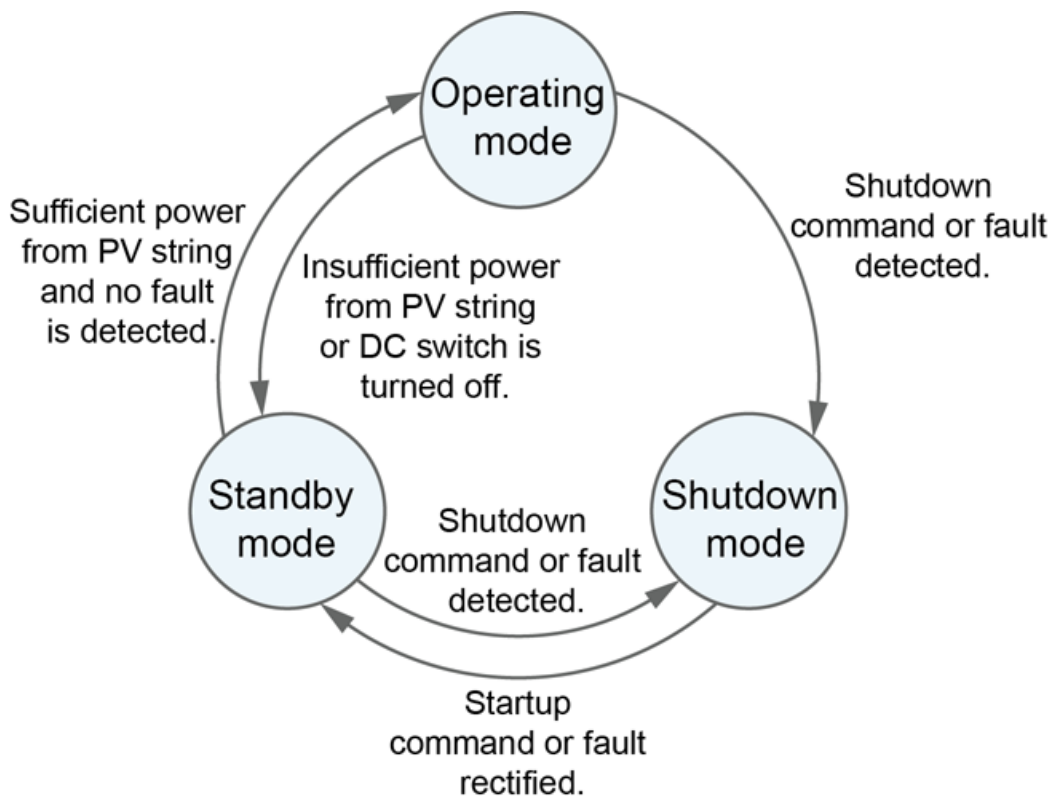 Operating
mode
Sufficient power
from PV string
and no fault
is detected.
Insufficient power
from PV string
or DC switch is
turned off.
Shutdown
command or fault
detected.
Standby
mode
Shutdown
command or fault
detected.
Shutdown
mode
Startup
command or fault
rectified.